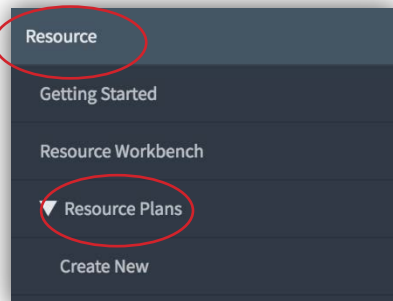 Resource
Getting Started
Resource Workbench
Resource Plans
Create New